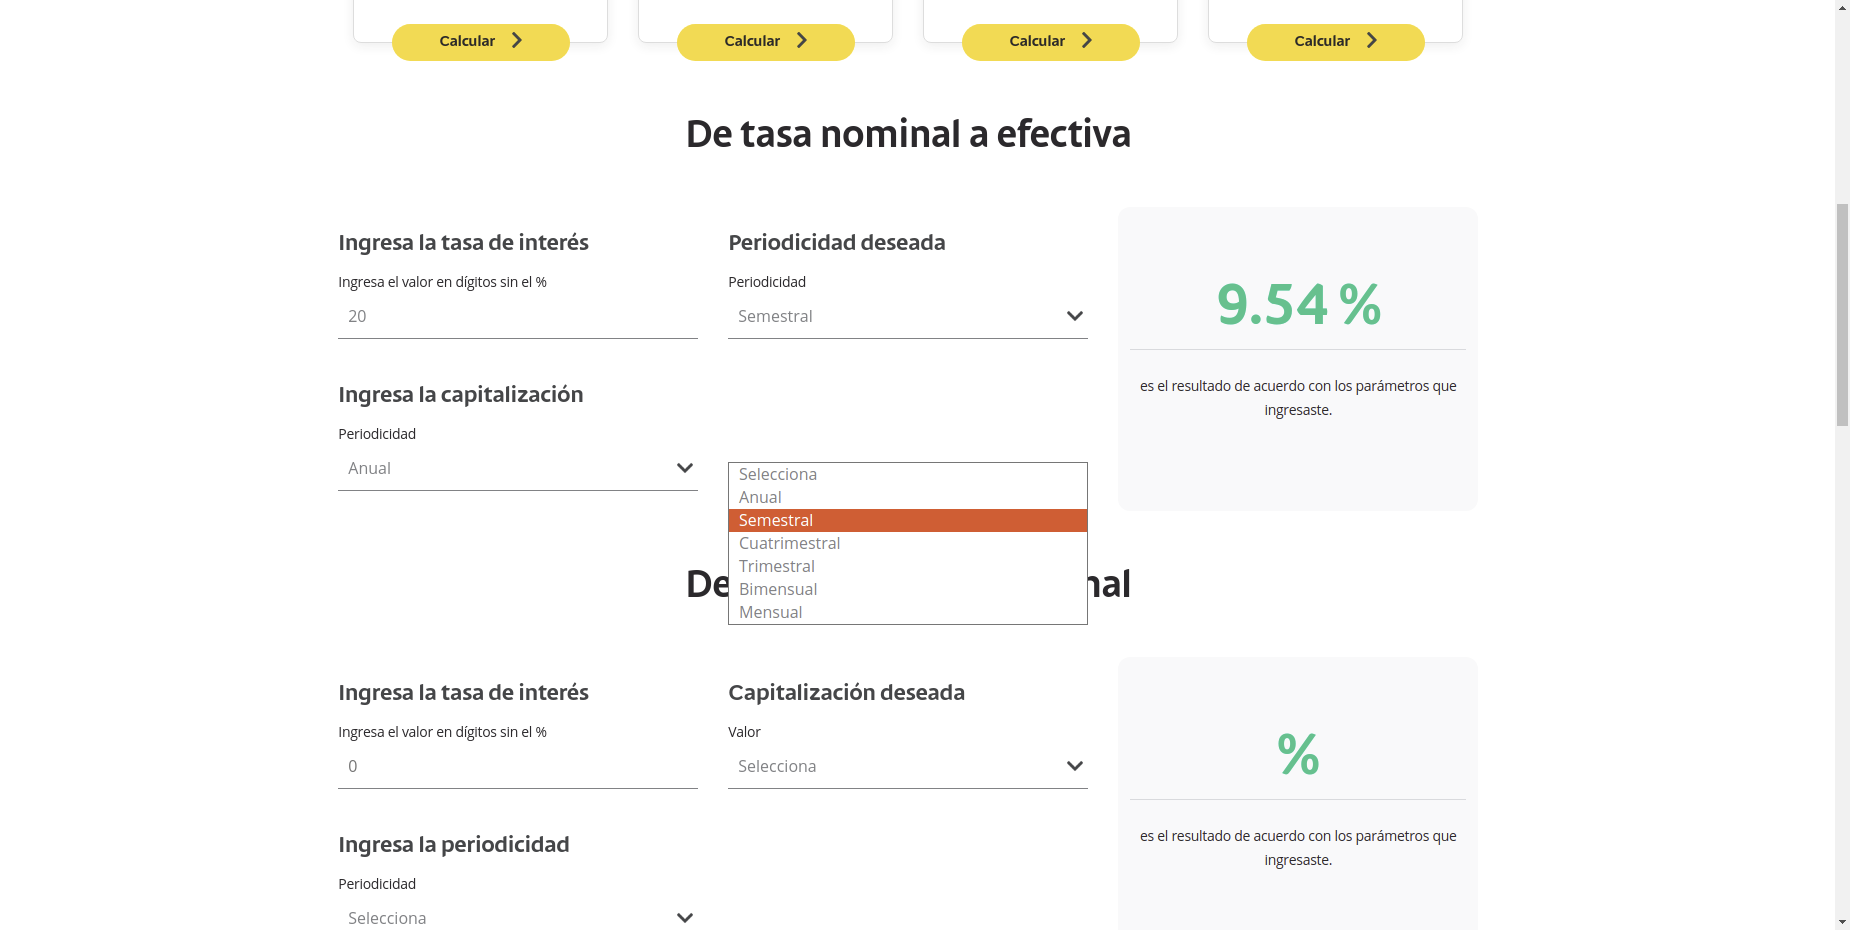 Calcular
Calcular
Calcular
Calcular
De tasa nominal a efectiva
Ingresa la tasa de interés
Ingresa el valor en dígitos sin el %
20
Periodicidad deseada
Periodicidad
Semestral
9.54 %
es el resultado de acuerdo con los parámetros que
ingresaste.
Ingresa la capitalización
Periodicidad
Anual
Selecciona
Anual
Semestral
Cuatrimestral
Trimestral
Bimensual
Mensual
Ingresa la tasa de interés
Ingresa el valor en dígitos sin el %
0
Capitalización deseada
Valor
Selecciona
%
es el resultado de acuerdo con los parámetros que
ingresaste.
Ingresa la periodicidad
Periodicidad
Selecciona